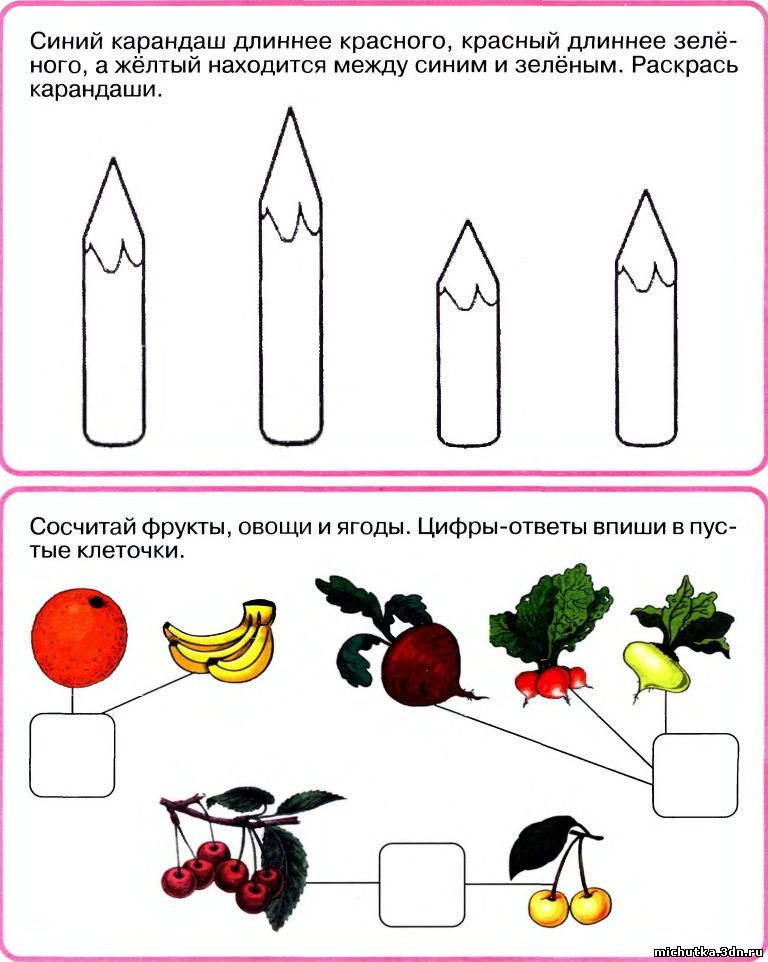 Синий карандаш длиннее красного, красный длиннее зелё-
ного, а жёлтый находится между синим и зелёным. Раскрась
карандаши.
Сосчитай фрукты, овощи и ягоды. Цифры-ответы впиши в пус-
тые клеточки.
michutka.3dn.ru